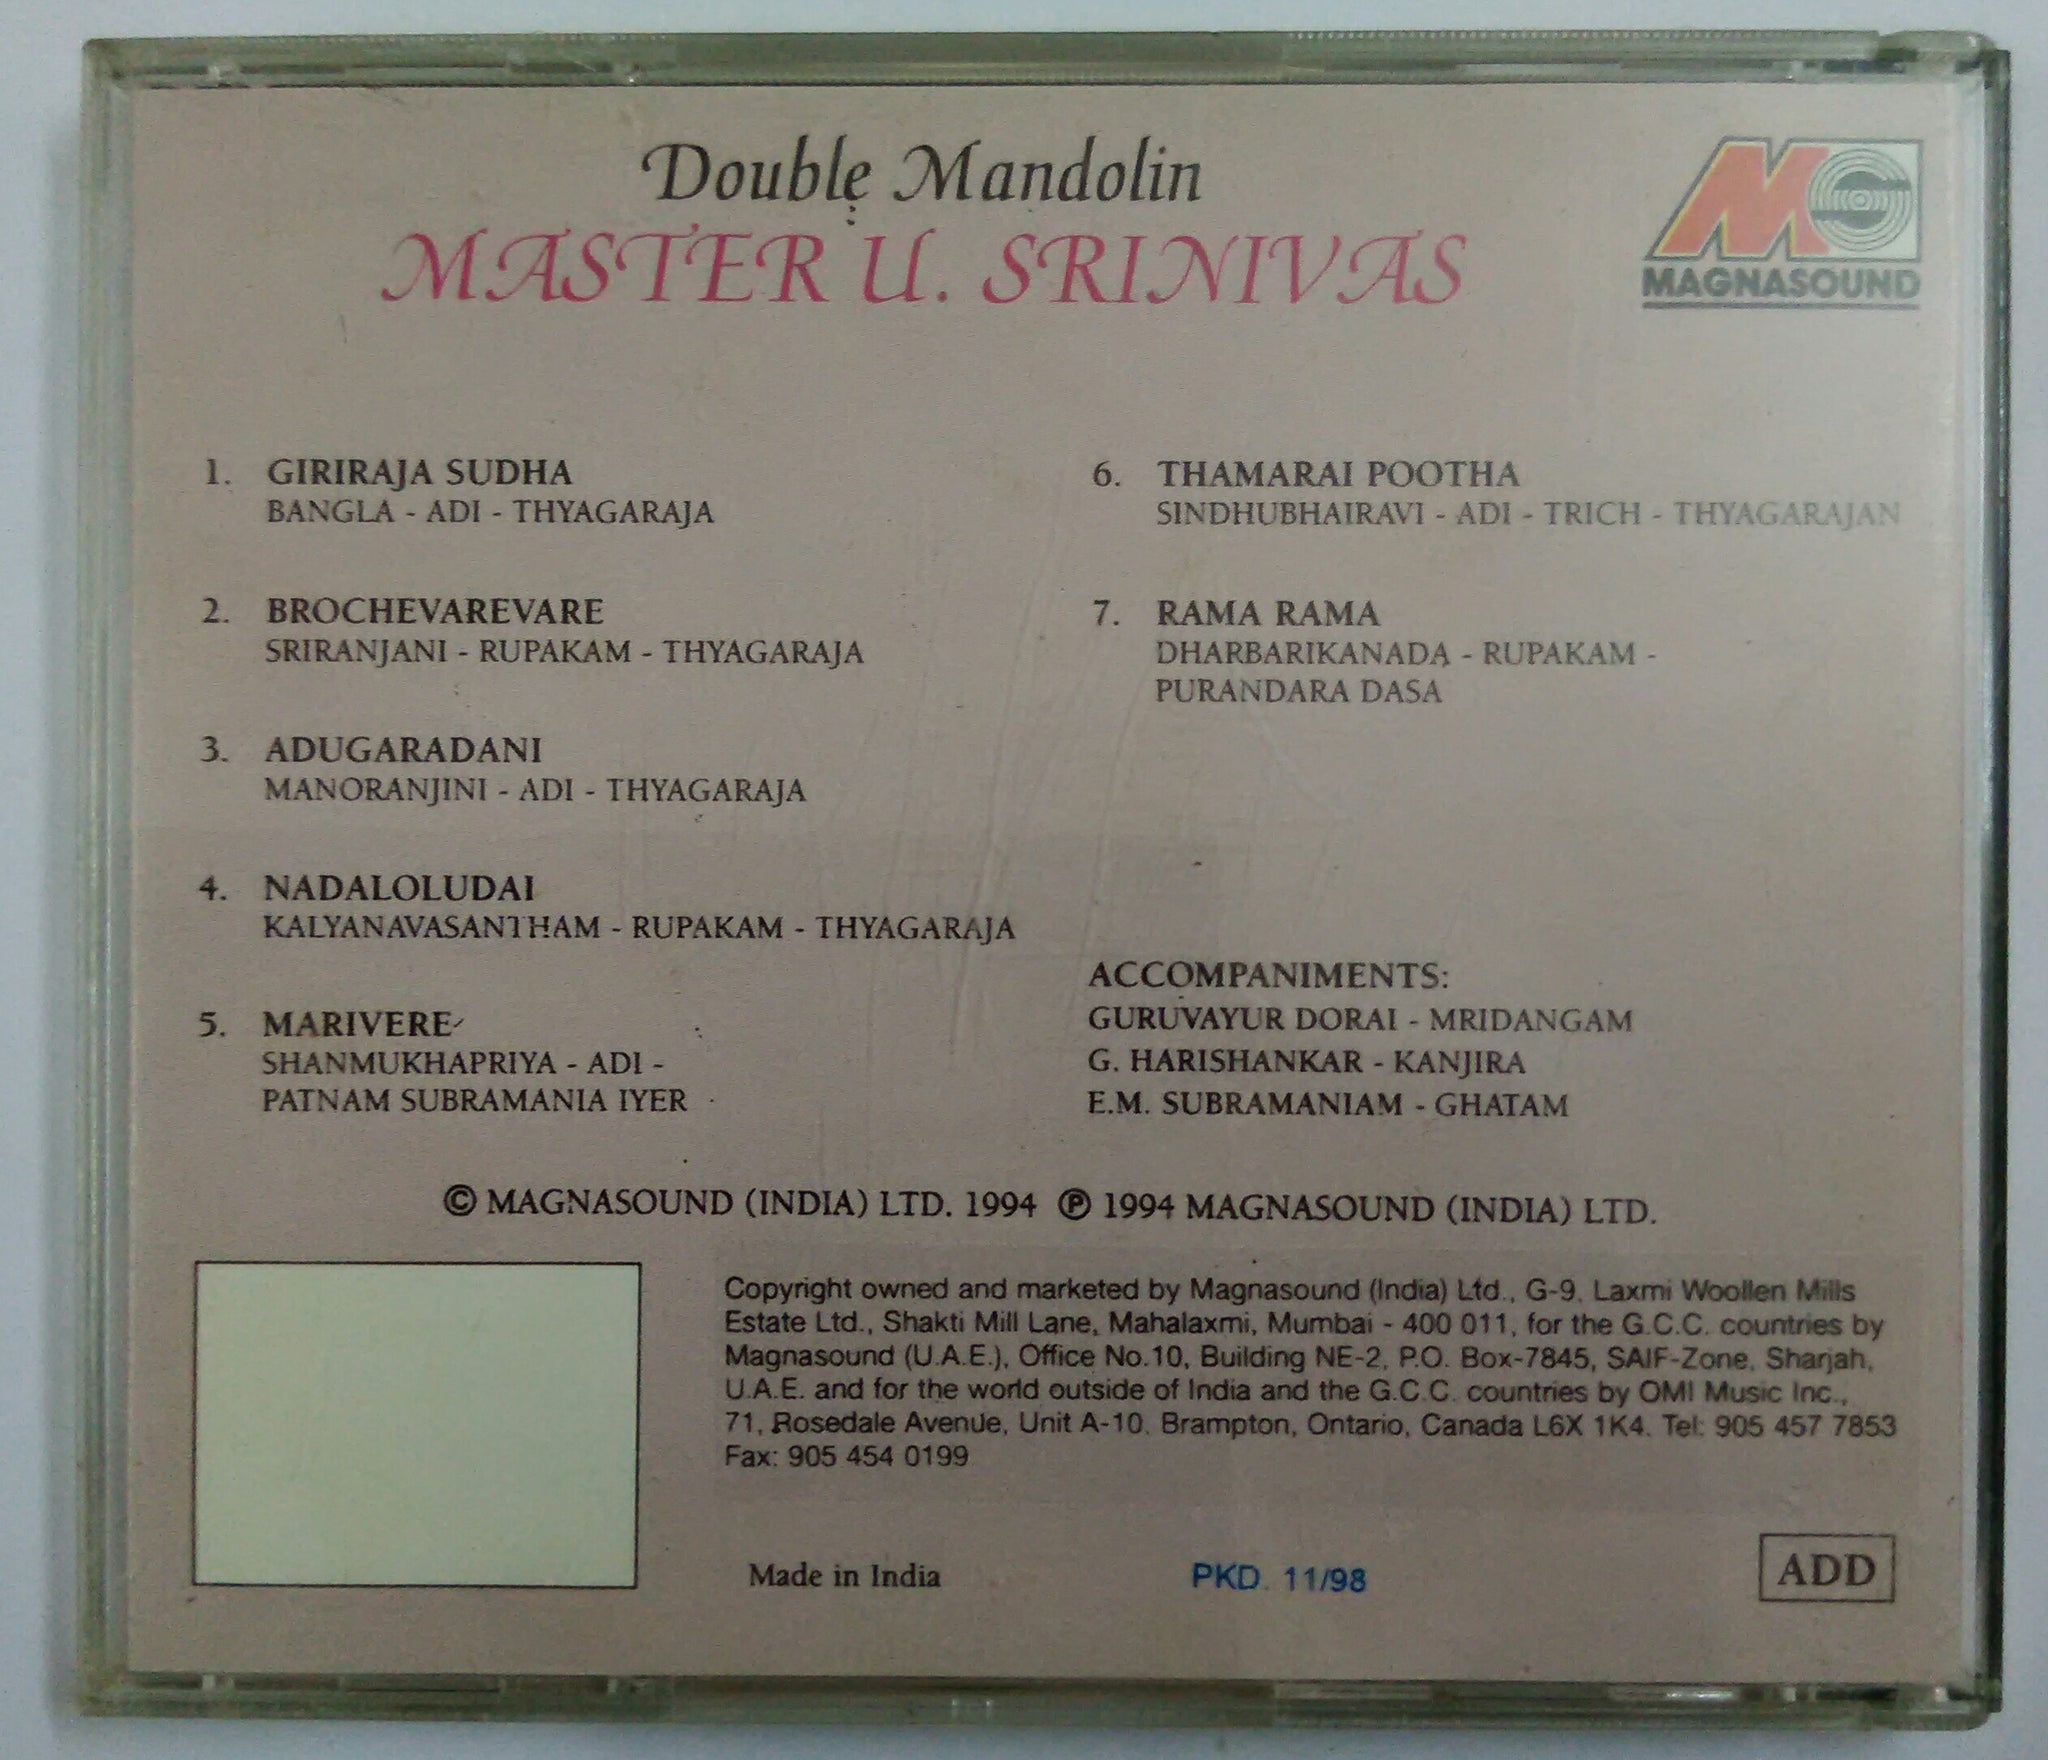 Double Mandolin
MASTER U. SRINIVAS
MAGNASOUND
1. GIRIRAJA SUDHA
BANGLA - ADI - THYAGARAJA
2. BROCHEVAREVARE
SRIRANJANI - RUPAKAM - THYAGARAJA
3. ADUGARADANI
MANORANJINI - ADI - THYAGARAJA
4. NADALOLUDAI
KALYANAVASANTHAM - RUPAKAM - THYAGARAJA
5. MARIVERE
SHANMUKHAPRIYA - ADI -
PATNAM SUBRAMANIA IYER
6. THAMARAI POOTHA
SINDHUBHAIRAVI - ADI - TRICH - THYAGARAJAN
7. RAMA RAMA
DHARBARIKANADA - RUPAKAM -
PURANDARA DASA
ACCOMPANIMENTS:
GURUVAYUR DORAI - MRIDANGAM
G. HARISHANKAR - KANJIRA
E.M. SUBRAMANIAM - GHATAM
© MAGNASOUND (INDIA) LTD. 1994 ℗ 1994 MAGNASOUND (INDIA) LTD.
Copyright owned and marketed by Magnasound (India) Ltd., G-9, Laxmi Woollen Mills
Estate Ltd., Shakti Mill Lane, Mahalaxmi, Mumbai - 400 011, for the G.C.C. countries by
Magnasound (U.A.E.), Office No.10, Building NE-2, P.O. Box-7845, SAIF-Zone, Sharjah,
U.A.E. and for the world outside of India and the G.C.C. countries by OMI Music Inc.,
71, Rosedale Avenue, Unit A-10, Brampton, Ontario, Canada L6X 1K4. Tel: 905 457 7853
Fax: 905 454 0199
Made in India
PKD. 11/98
ADD